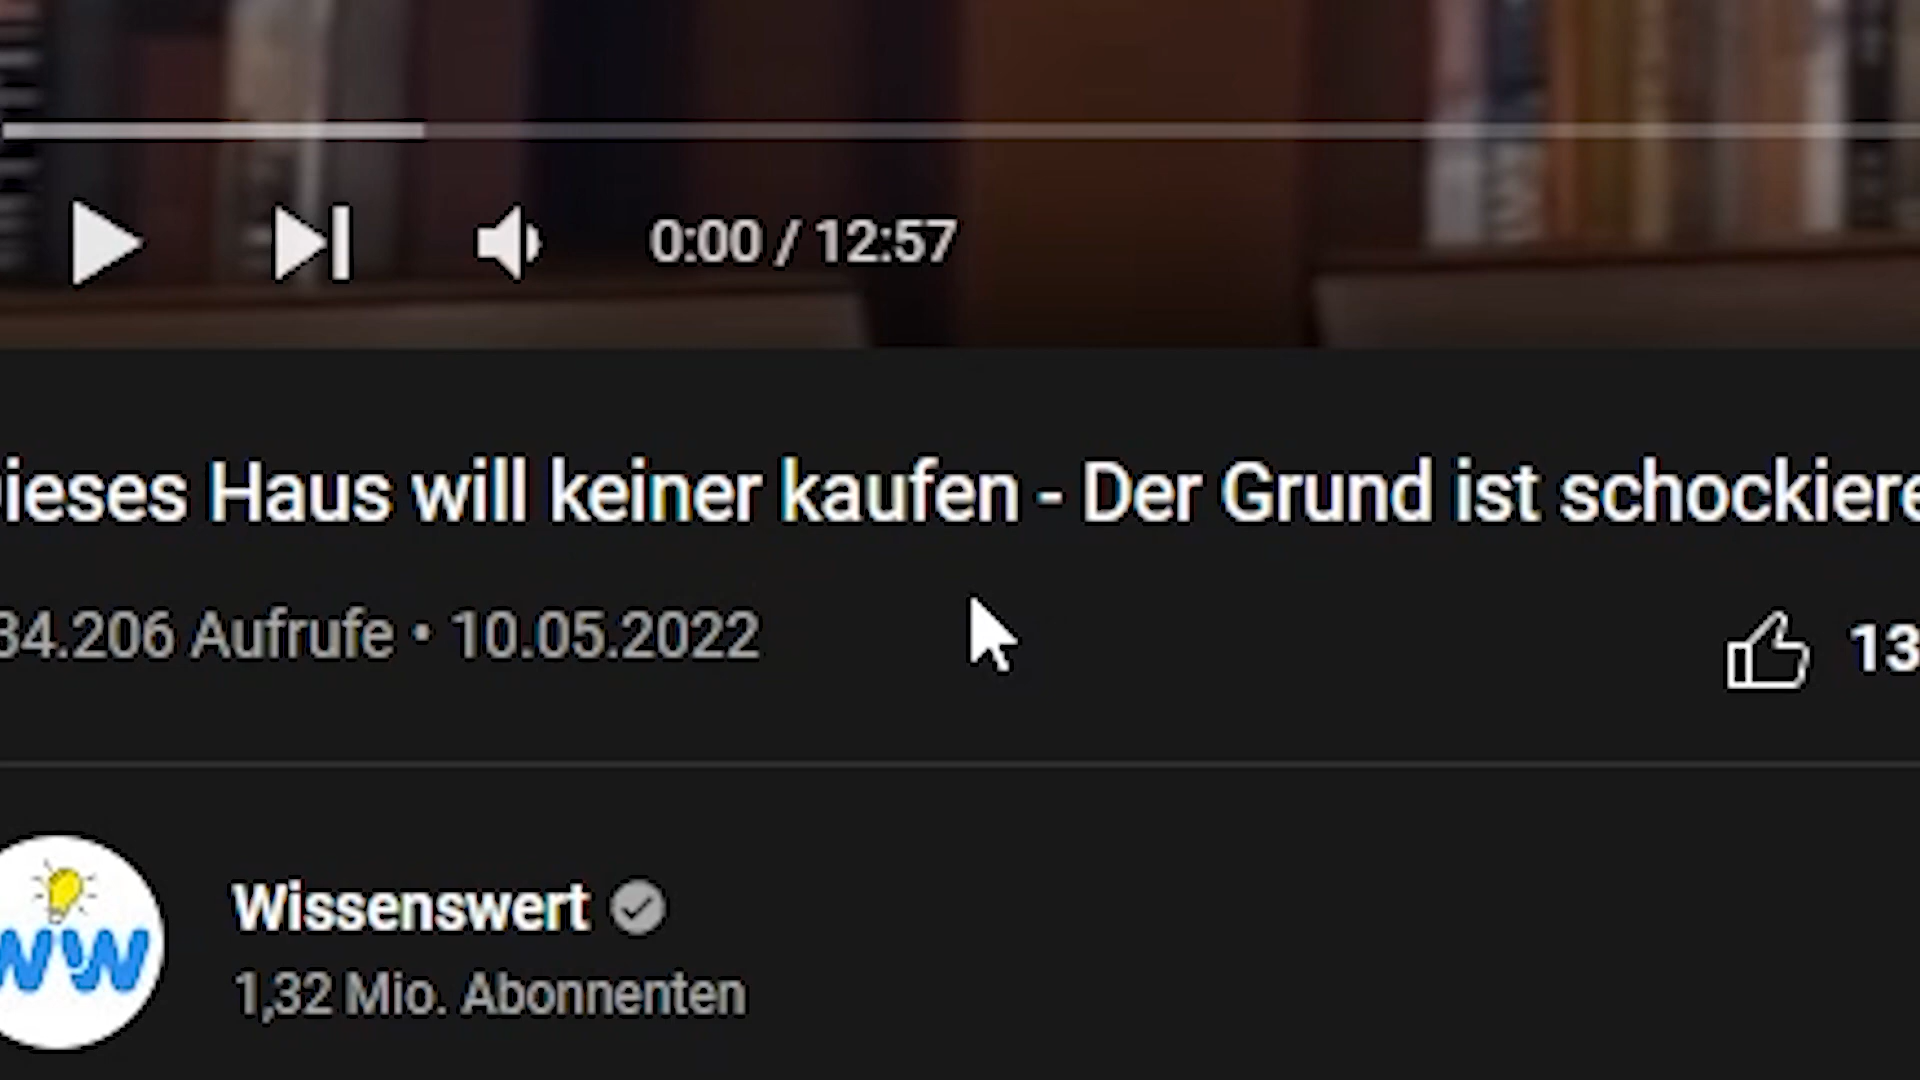 0:00 / 12:57
ieses Haus will keiner kaufen - Der Grund ist schockiere
34.206 Aufrufe • 10.05.2022
13
WW
Wissenswert
1,32 Mio. Abonnenten